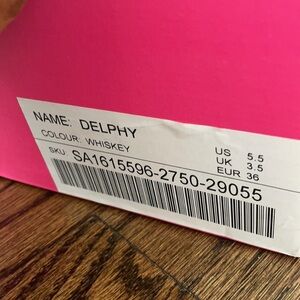 NAME: DELPHY
COLOUR: WHISKEY
US 5.5
UK 3.5
EUR 36
SKU SA1615596-2750-29055